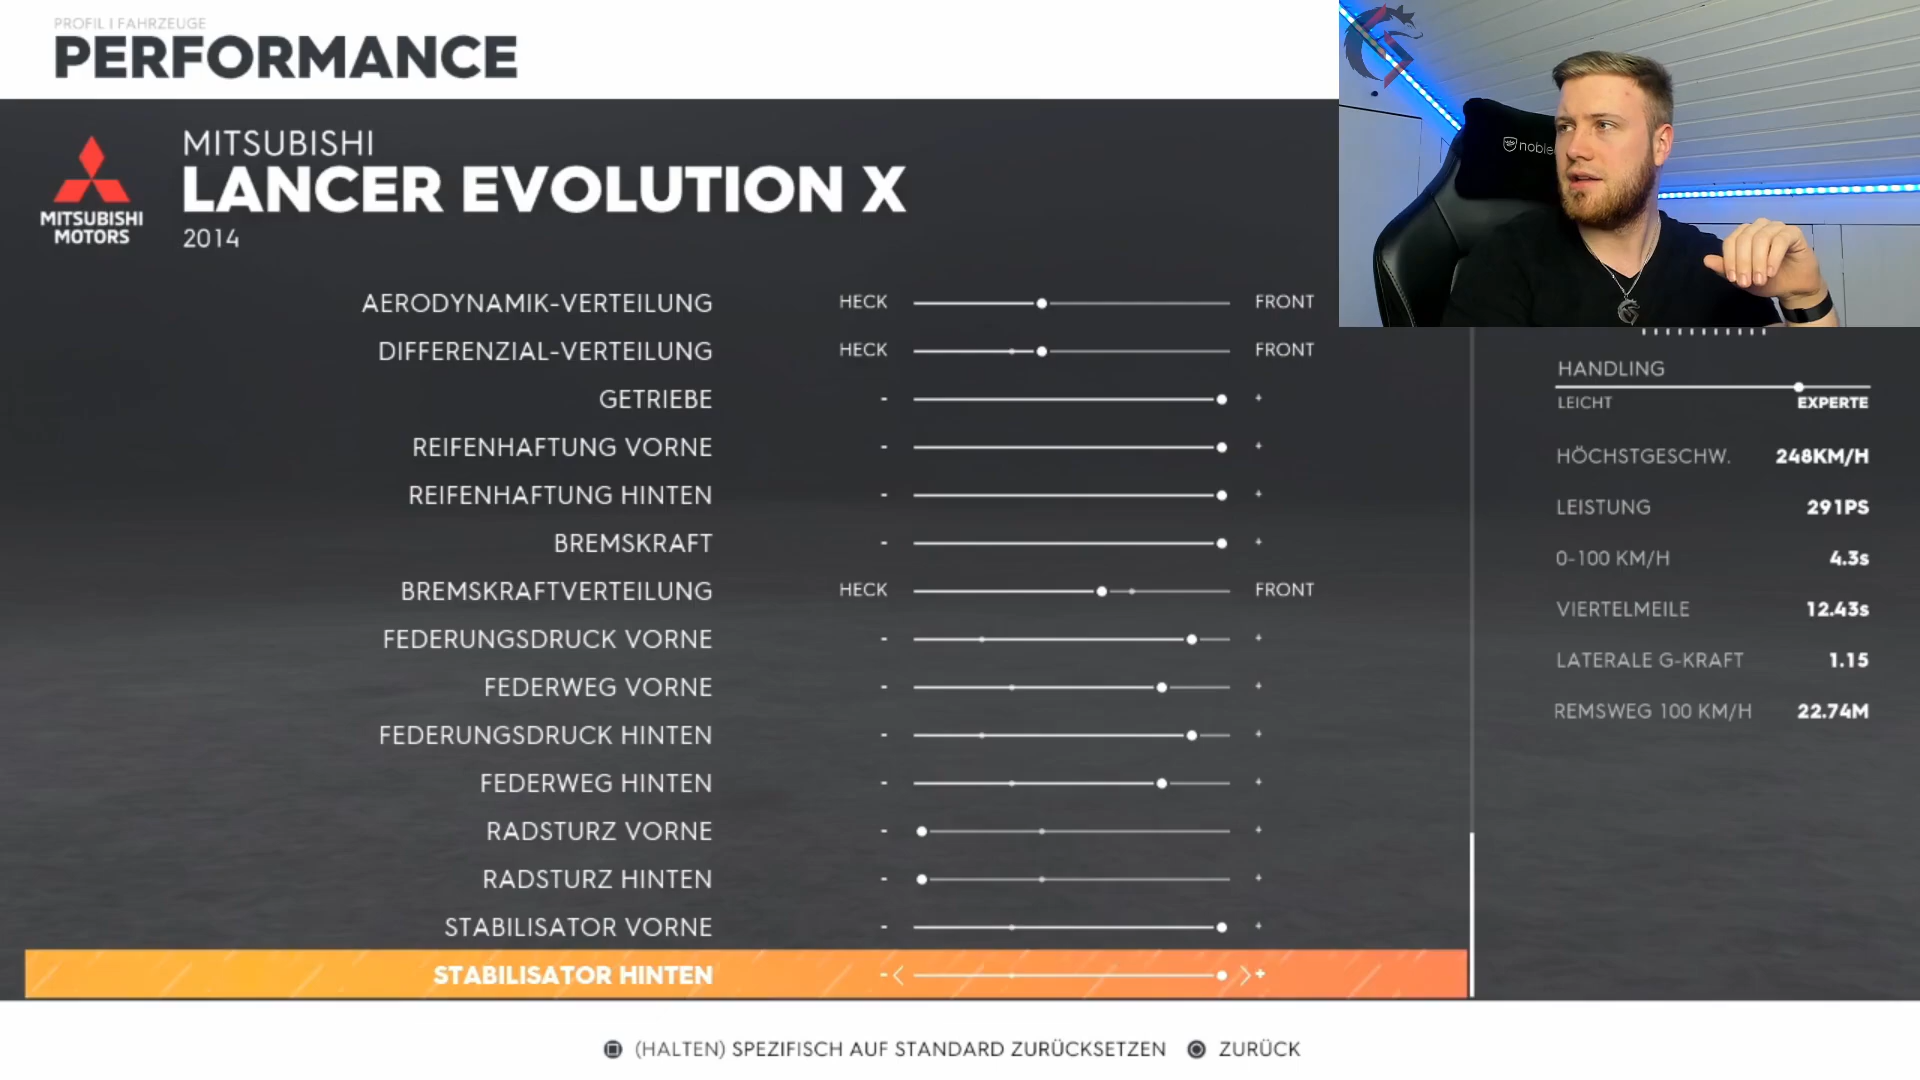 PROFIL I FAHRZEUGE
PERFORMANCE
MITSUBISHI
MOTORS
MITSUBISHI
LANCER EVOLUTION X
2014
AERODYNAMIK-VERTEILUNG HECK FRONT
DIFFERENZIAL-VERTEILUNG HECK FRONT
GETRIEBE - +
REIFENHAFTUNG VORNE - +
REIFENHAFTUNG HINTEN - +
BREMSKRAFT - +
BREMSKRAFTVERTEILUNG HECK FRONT
FEDERUNGSDRUCK VORNE - +
FEDERWEG VORNE - +
FEDERUNGSDRUCK HINTEN - +
FEDERWEG HINTEN - +
RADSTURZ VORNE - +
RADSTURZ HINTEN - +
STABILISATOR VORNE - +
STABILISATOR HINTEN -< >+
noble
HANDLING
LEICHT EXPERTE
HÖCHSTGESCHW. 248KM/H
LEISTUNG 291PS
0-100 KM/H 4.3s
VIERTELMEILE 12.43s
LATERALE G-KRAFT 1.15
REMSWEG 100 KM/H 22.74M
(HALTEN) SPEZIFISCH AUF STANDARD ZURÜCKSETZEN ZURÜCK